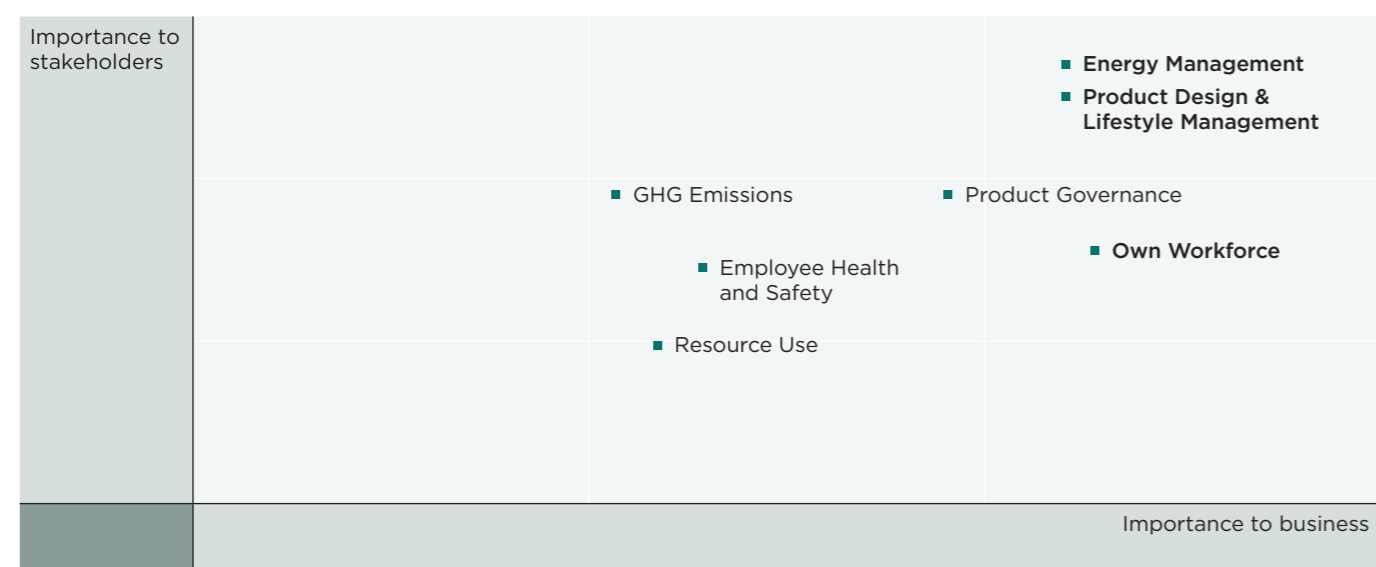 Importance to
stakeholders
Energy Management
Product Design &
Lifestyle Management
GHG Emissions
Product Governance
Own Workforce
Employee Health
and Safety
Resource Use
Importance to business